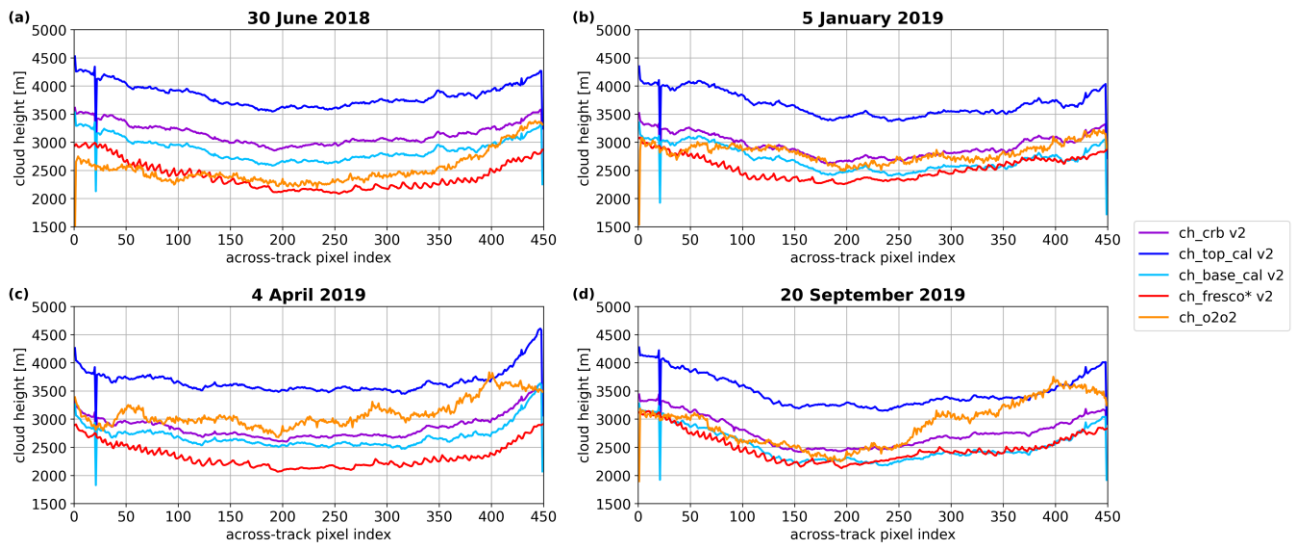 (a) 30 June 2018
cloud height [m]
5000
4500
4000
3500
3000
2500
2000
1500
0 50 100 150 200 250 300 350 400 450
across-track pixel index
(b) 5 January 2019
cloud height [m]
5000
4500
4000
3500
3000
2500
2000
1500
0 50 100 150 200 250 300 350 400 450
across-track pixel index
(c) 4 April 2019
cloud height [m]
5000
4500
4000
3500
3000
2500
2000
1500
0 50 100 150 200 250 300 350 400 450
across-track pixel index
(d) 20 September 2019
cloud height [m]
5000
4500
4000
3500
3000
2500
2000
1500
0 50 100 150 200 250 300 350 400 450
across-track pixel index
ch_crb v2
ch_top_cal v2
ch_base_cal v2
ch_fresco* v2
ch_o2o2